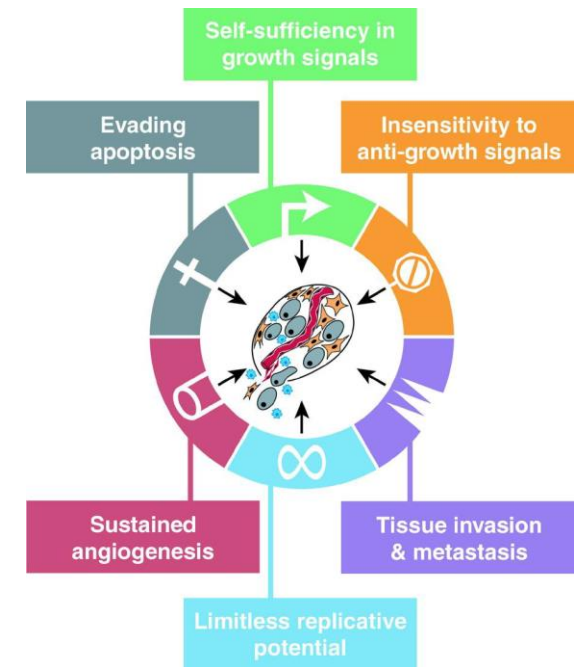 Self-sufficiency in
growth signals
Evading
apoptosis
Insensitivity to
anti-growth signals
Sustained
angiogenesis
Tissue invasion
& metastasis
Limitless replicative
potential